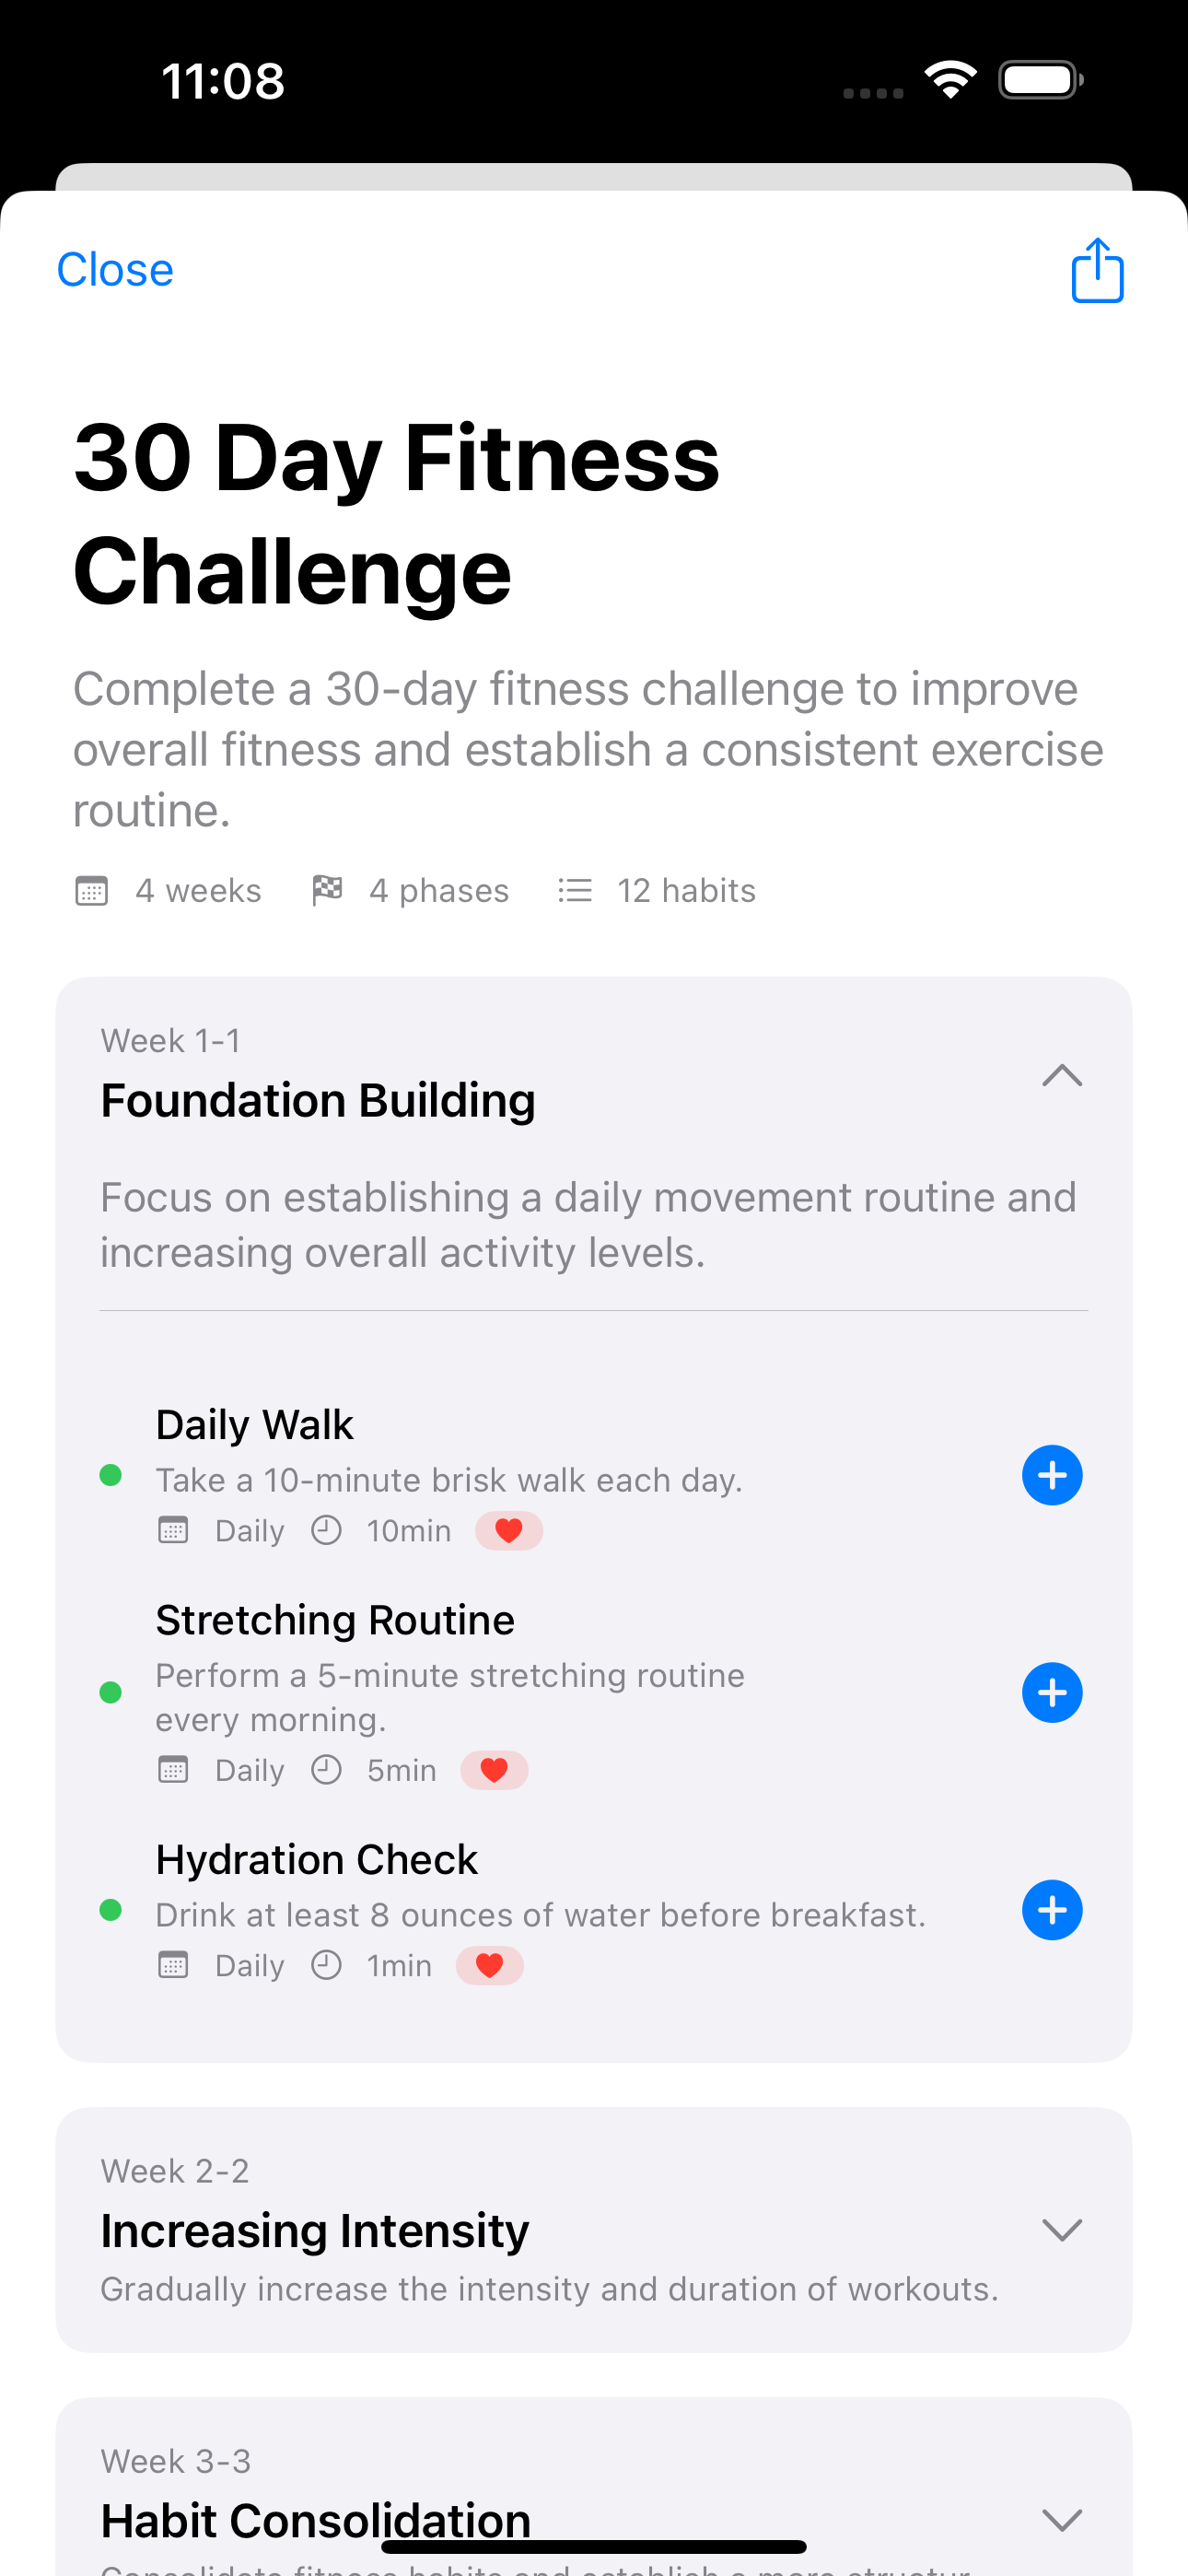 11:08
Close
30 Day Fitness
Challenge
Complete a 30-day fitness challenge to improve
overall fitness and establish a consistent exercise
routine.
4 weeks 4 phases 12 habits
Week 1-1
Foundation Building
Focus on establishing a daily movement routine and
increasing overall activity levels.
Daily Walk
Take a 10-minute brisk walk each day.
Daily 10min
Stretching Routine
Perform a 5-minute stretching routine
every morning.
Daily 5min
Hydration Check
Drink at least 8 ounces of water before breakfast.
Daily 1min
Week 2-2
Increasing Intensity
Gradually increase the intensity and duration of workouts.
Week 3-3
Habit Consolidation